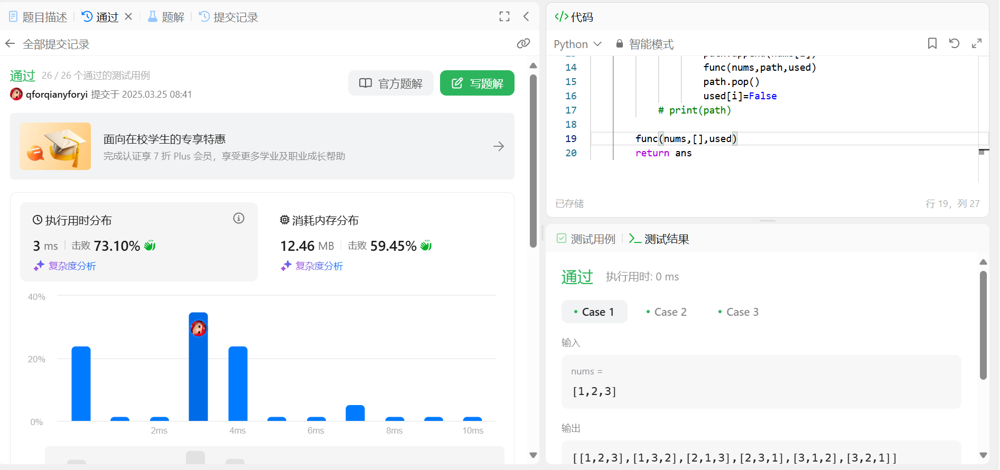 题目描述
通过
题解
提交记录
全部提交记录
通过 26 / 26 个通过的测试用例
qforqianyforyi 提交于 2025.03.25 08:41
官方题解
写题解
面向在校学生的专享特惠
完成认证享 7 折 Plus 会员，享受更多学业及职业成长帮助
执行用时分布
3 ms 击败 73.10%
复杂度分析
消耗内存分布
12.46 MB 击败 59.45%
复杂度分析
40%
20%
0%
2ms
4ms
6ms
8ms
10ms
</> 代码
Python
智能模式
14 func(nums,path,used)
15 path.pop()
16 used[i]=False
17 # print(path)
18
19 func(nums,[],used)
20 return ans
已存储
行 19，列 27
测试用例
测试结果
通过 执行用时: 0 ms
Case 1
Case 2
Case 3
输入
nums =
[1,2,3]
输出
[[1,2,3],[1,3,2],[2,1,3],[2,3,1],[3,1,2],[3,2,1]]